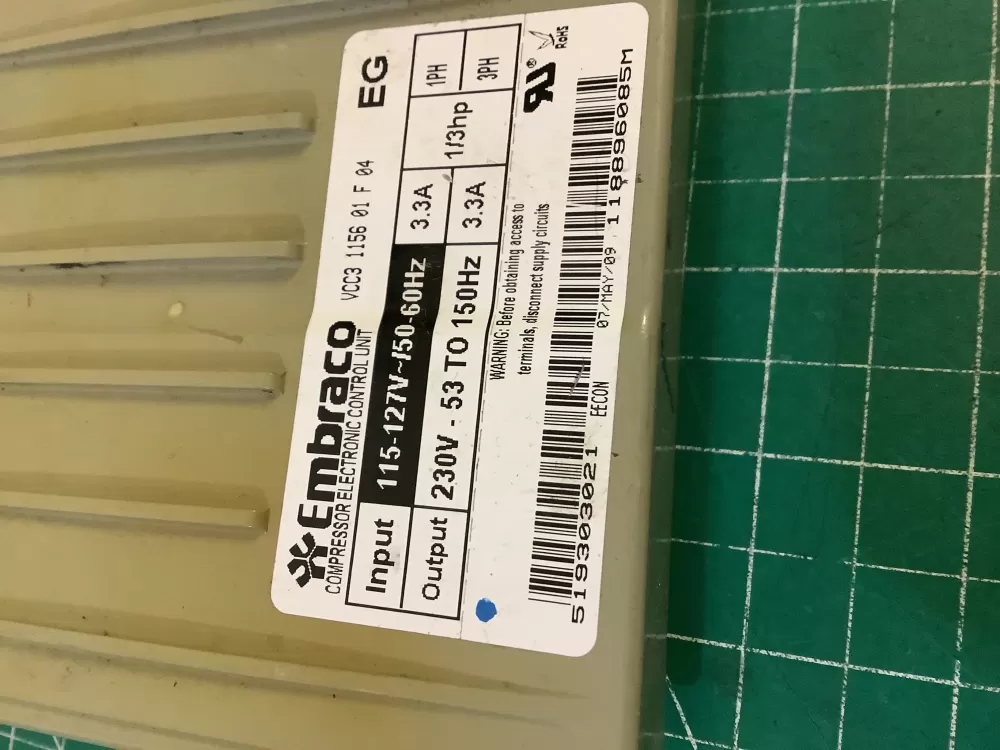 Embraco VCC3 1156 01 F 04 EG
COMPRESSOR ELECTRONIC CONTROL UNIT
Input 115-127V~/50-60Hz 3.3A 1/3hp 1PH
Output 230V - 53 TO 150Hz 3.3A 3PH
WARNING: Before obtaining access to
terminals, disconnect supply circuits
RU® RoHS
519303021 EECON 07/MAY/09 118896085M